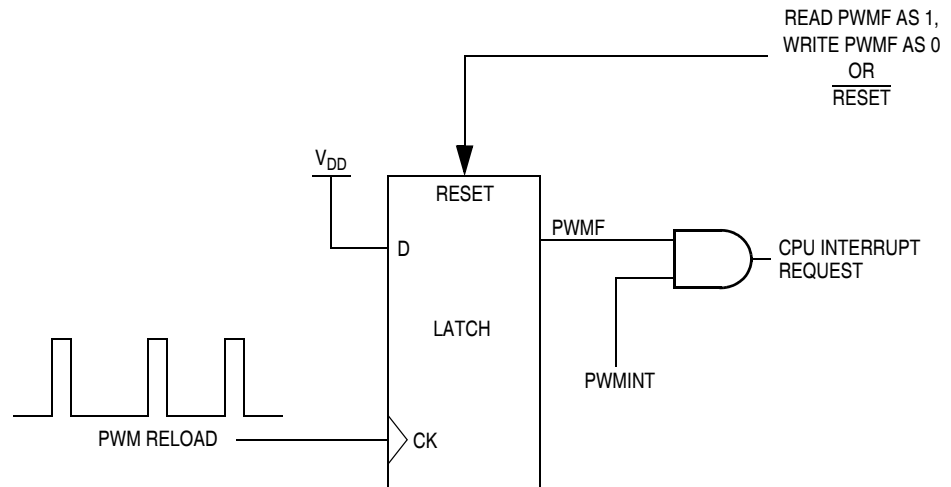 READ PWMF AS 1,
WRITE PWMF AS 0
OR
RESET
VDD
RESET
D
PWMF
CPU INTERRUPT
REQUEST
LATCH
PWMINT
PWM RELOAD
CK